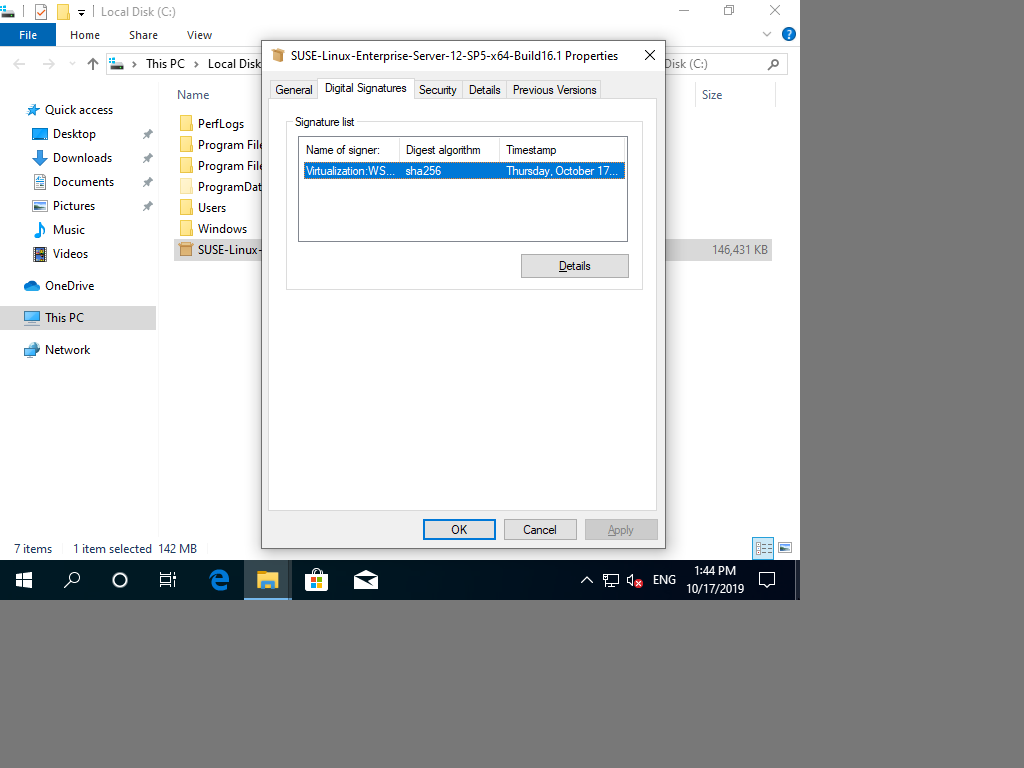 Local Disk (C:)
File Home Share View
This PC Local Disk
Disk (C:)
Quick access
Desktop
Downloads
Documents
Pictures
Music
Videos
OneDrive
This PC
Network
Name
Size
PerfLogs
Program File
Program File
ProgramDat
Users
Windows
SUSE-Linux-
146,431 KB
SUSE-Linux-Enterprise-Server-12-SP5-x64-Build16.1 Properties
General Digital Signatures Security Details Previous Versions
Signature list
Name of signer: Digest algorithm Timestamp
Virtualization:WS... sha256 Thursday, October 17...
Details
OK Cancel Apply
7 items 1 item selected 142 MB
ENG
1:44 PM
10/17/2019